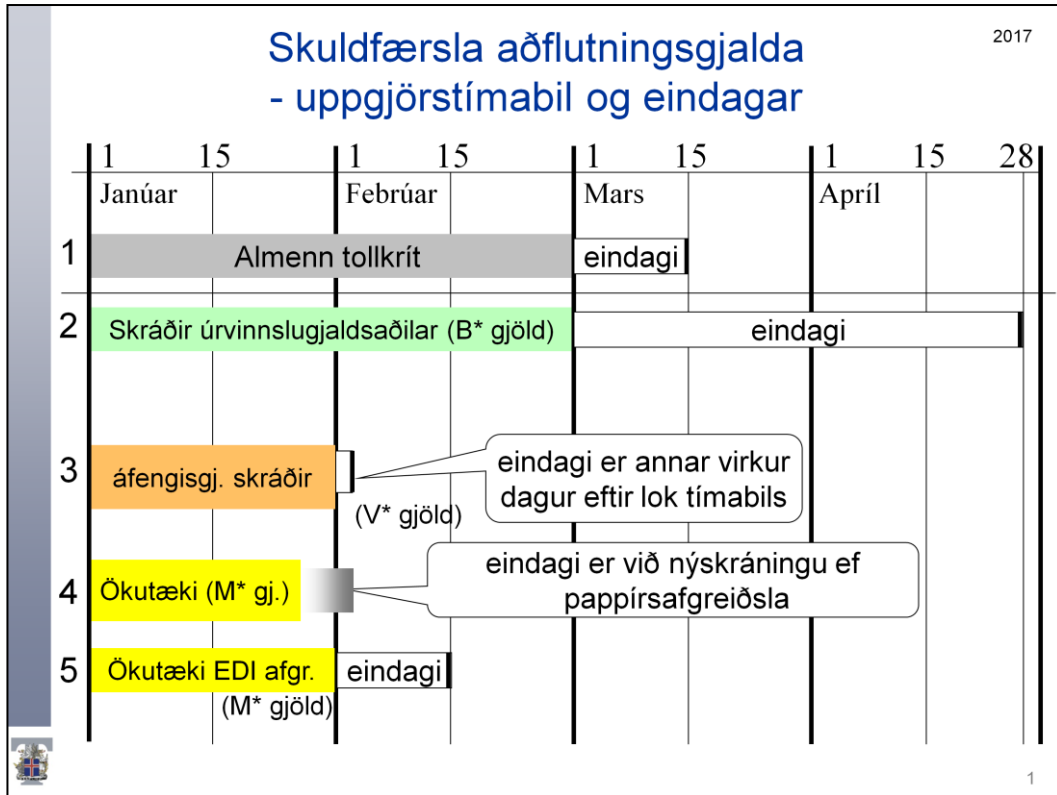 2017
Skuldfærsla aðflutningsgjalda
- uppgjörstímabil og eindagar
1 15 1 15 1 15 1 15 28
Janúar Febrúar Mars Apríl
1 Almenn tollkrít eindagi
2 Skráðir úrvinnslugjaldsaðilar (B* gjöld) eindagi
3 áfengisgj. skráðir
eindagi er annar virkur
dagur eftir lok tímabils
(V* gjöld)
4 Ökutæki (M* gj.)
eindagi er við nýskráningu ef
pappírsafgreiðsla
5 Ökutæki EDI afgr. eindagi
(M* gjöld)
1